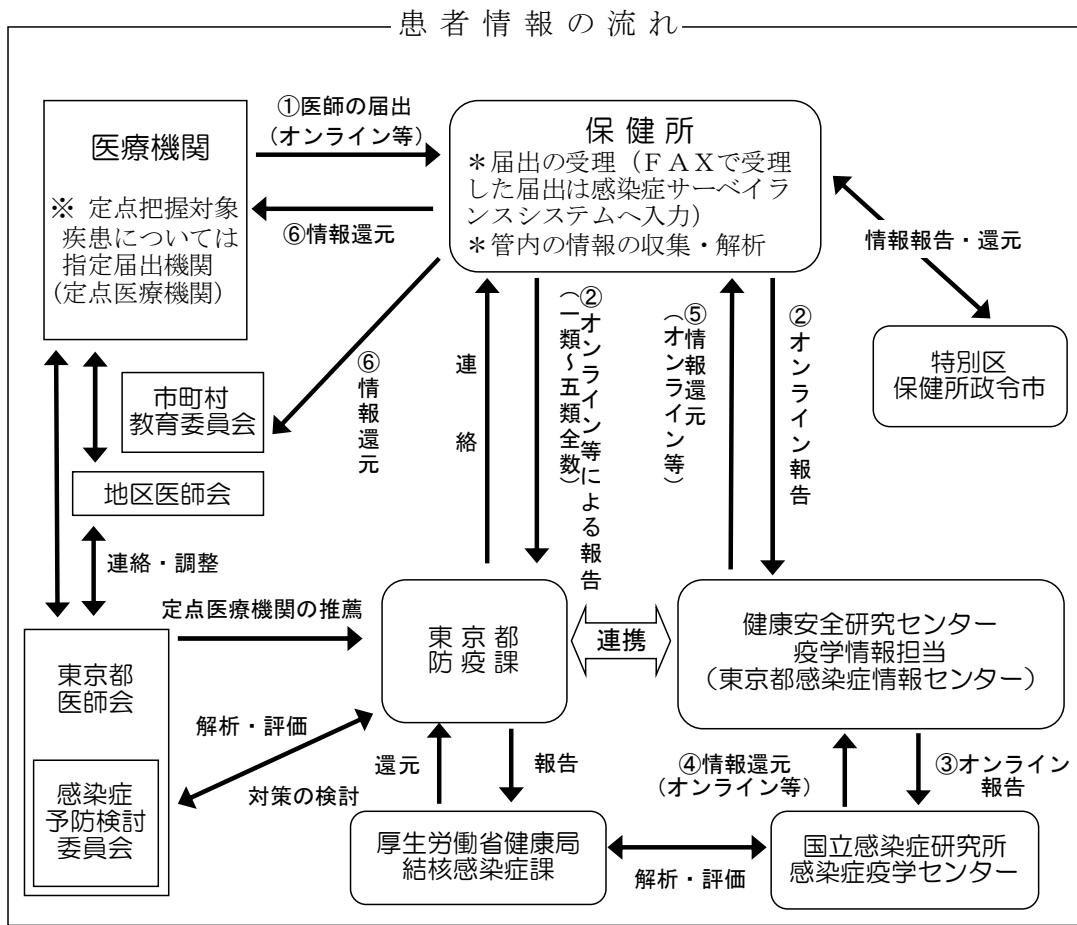 患者情報の流れ
医療機関
※ 定点把握対象
疾患については
指定届出機関
(定点医療機関)
①医師の届出
(オンライン等)
⑥情報還元
保健所
＊届出の受理（ＦＡＸで受理
した届出は感染症サーベイラ
ンスシステムへ入力）
＊管内の情報の収集・解析
情報報告・還元
特別区
保健所政令市
市町村
教育委員会
⑥情報還元
地区医師会
連絡・調整
連絡
②オンライン等による報告
(一類～五類全数)
⑤情報還元
(オンライン等)
②オンライン報告
定点医療機関の推薦
東京都
医師会
感染症
予防検討
委員会
解析・評価
対策の検討
東京都
防疫課
連携
健康安全研究センター
疫学情報担当
（東京都感染症情報センター）
還元
報告
④情報還元
(オンライン等)
③オンライン
報告
厚生労働省健康局
結核感染症課
解析・評価
国立感染症研究所
感染症疫学センター